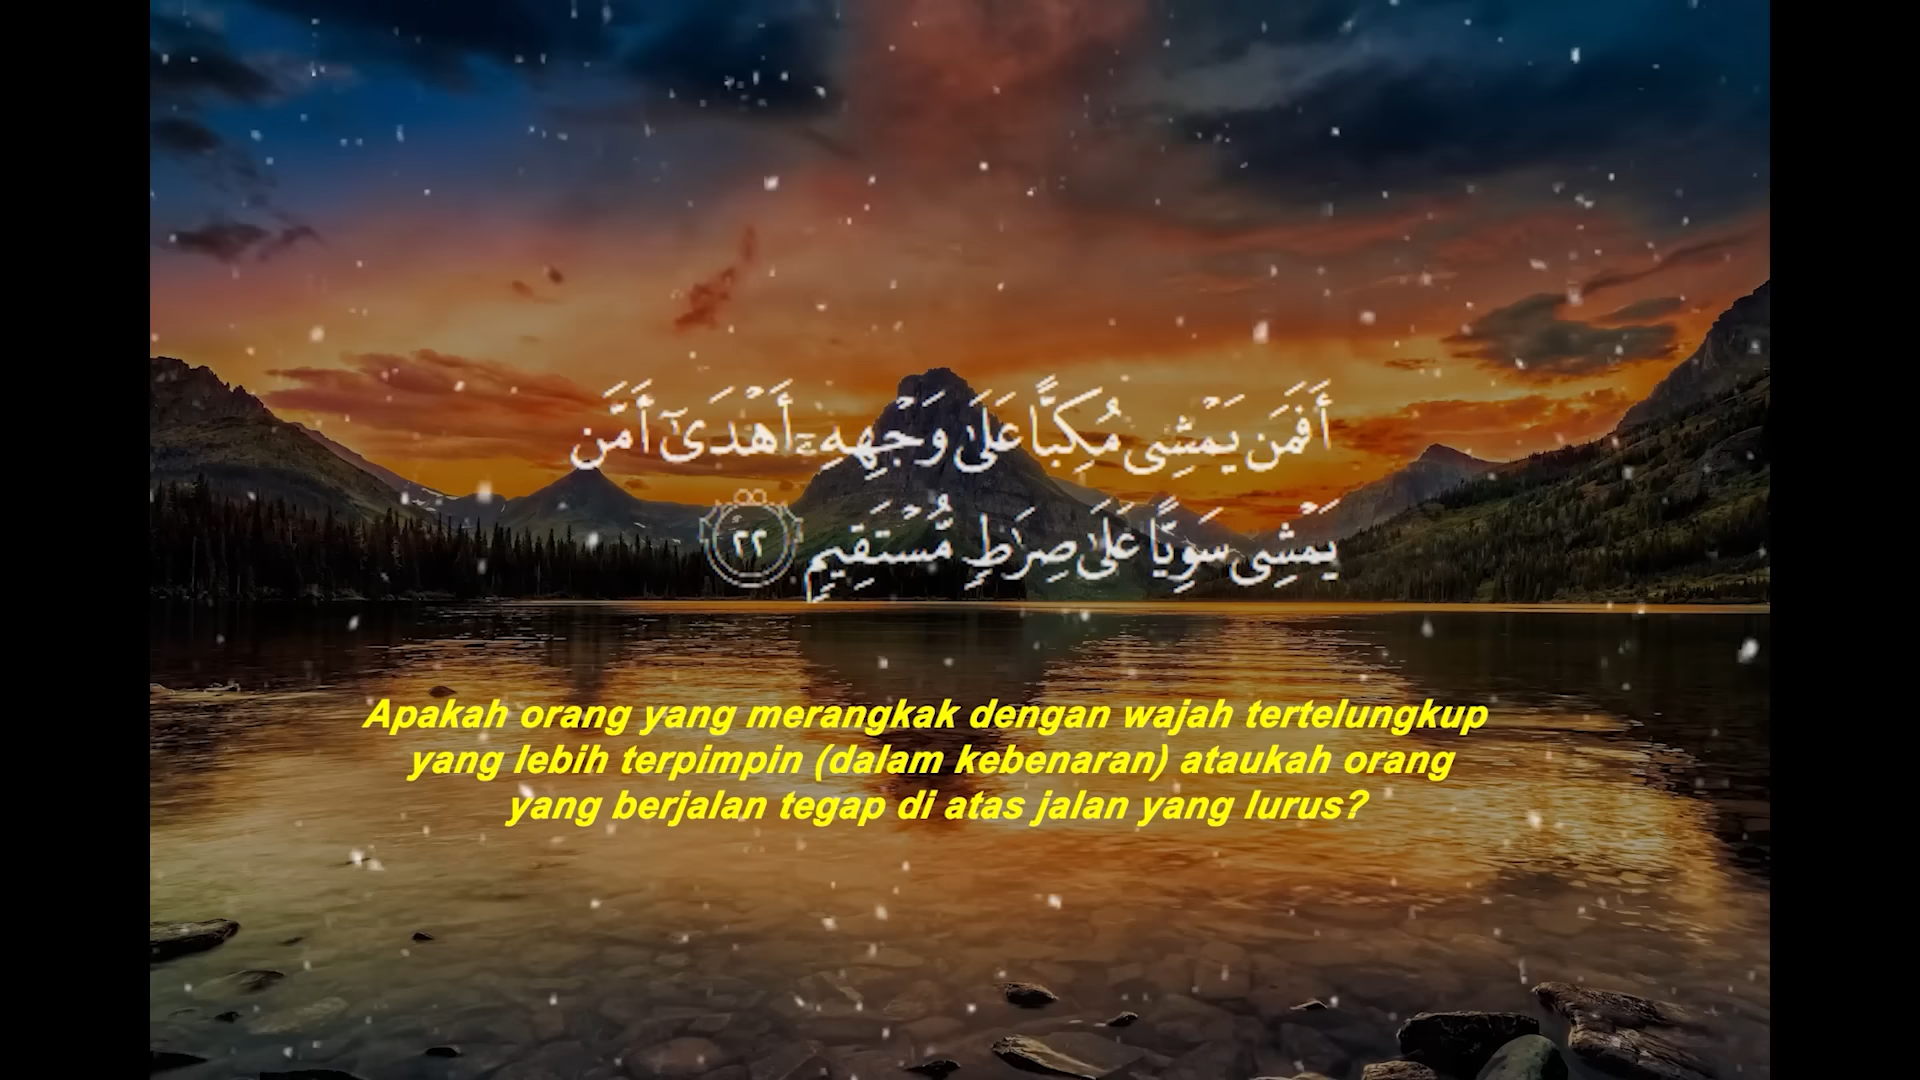 أَفَمَن يَمْشِى مُكِبًّا عَلَىٰ وَجْهِهِۦٓ أَهْدَىٰٓ أَمَّن
يَمْشِى سَوِيًّا عَلَىٰ صِرَٰطٍ مُّسْتَقِيمٍ ٢٢
Apakah orang yang merangkak dengan wajah tertelungkup
yang lebih terpimpin (dalam kebenaran) ataukah orang
yang berjalan tegap di atas jalan yang lurus?